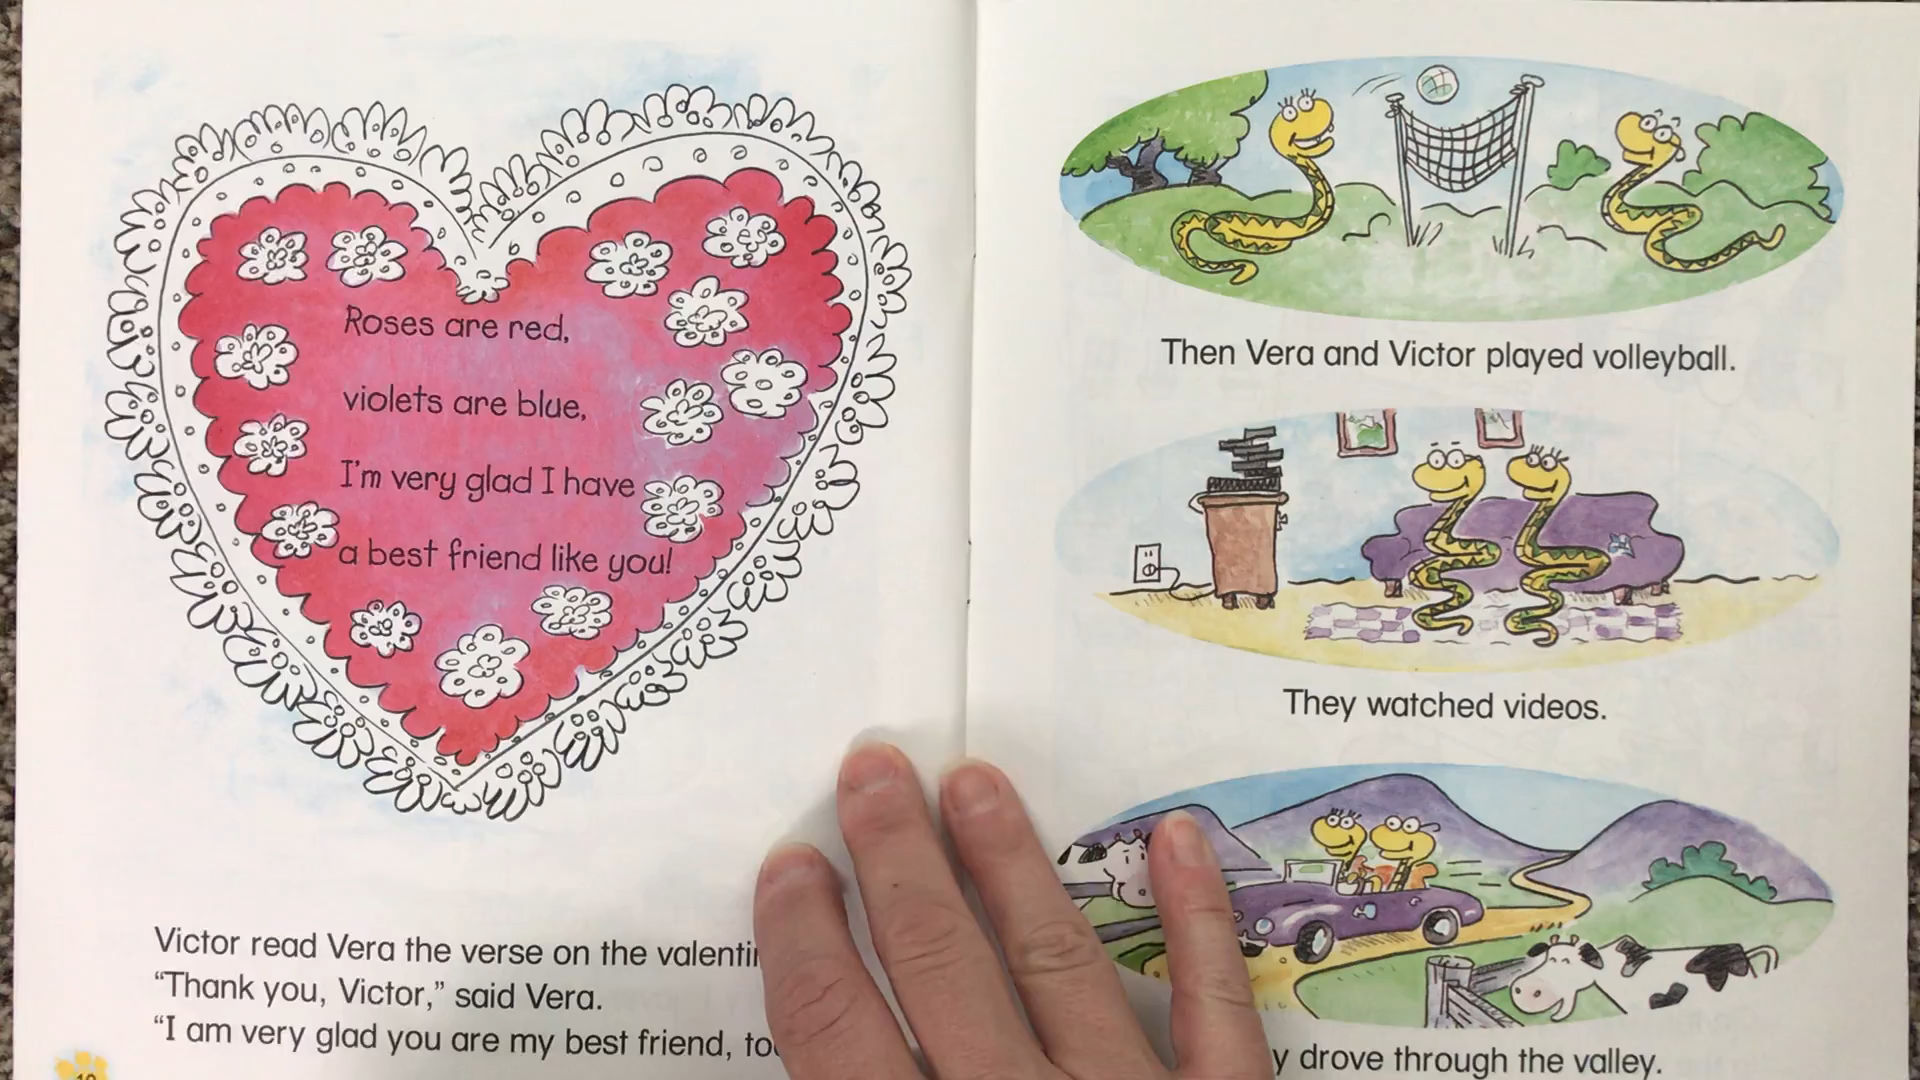 Roses are red,
violets are blue,
I'm very glad I have
a best friend like you!
Victor read Vera the verse on the
“Thank you, Victor,” said Vera.
“I am very glad you are my best friend,
Then Vera and Victor played volleyball.
They watched videos.
drove through the valley.